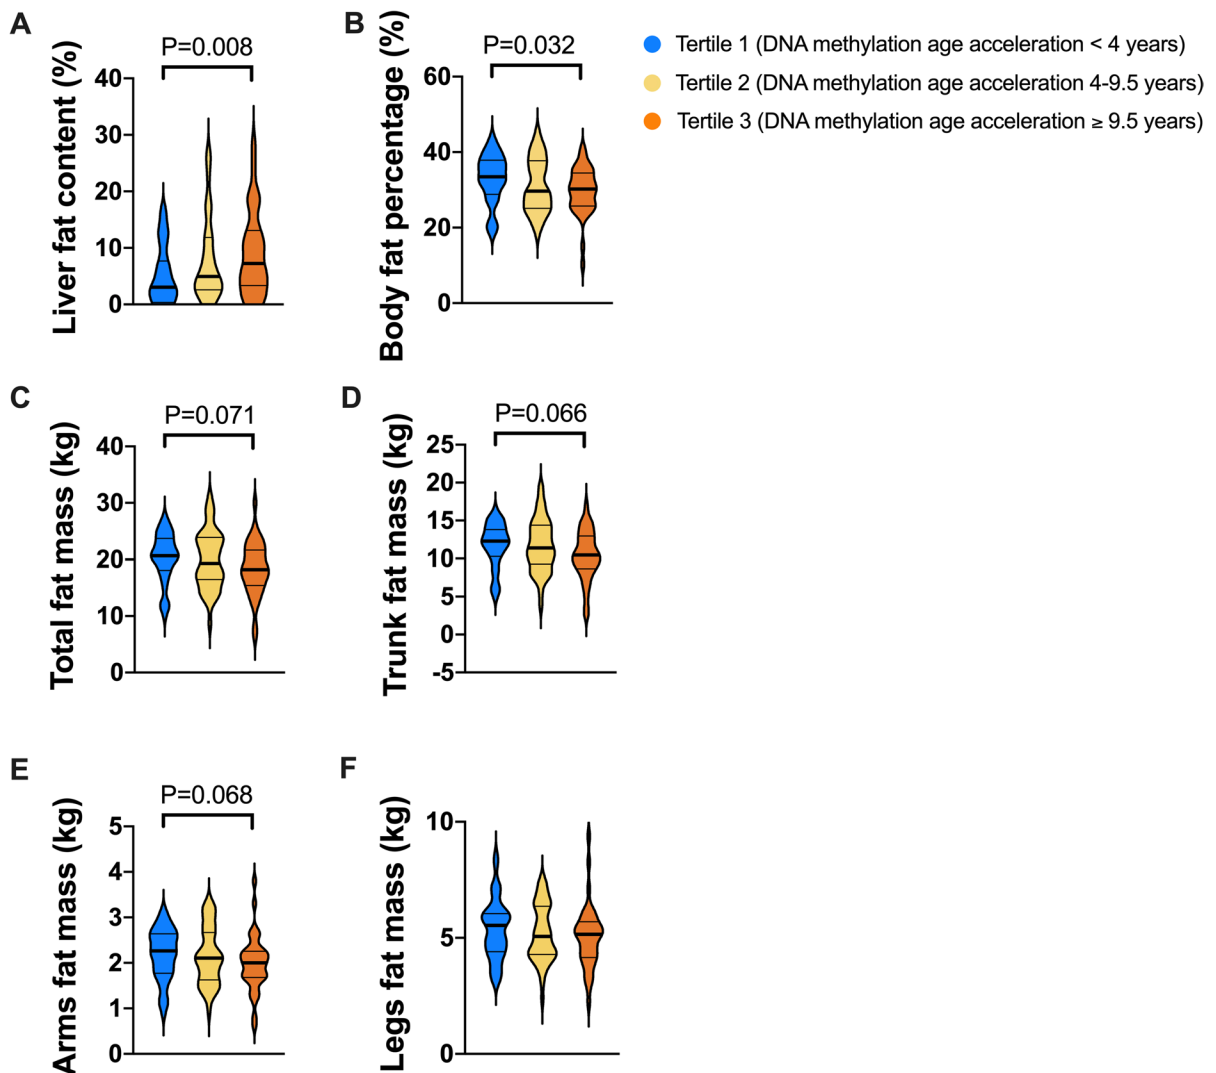 A
P=0.008
Liver fat content (%)
40
30
20
10
0
B
P=0.032
Body fat percentage (%)
60
40
20
0
Tertile 1 (DNA methylation age acceleration < 4 years)
Tertile 2 (DNA methylation age acceleration 4-9.5 years)
Tertile 3 (DNA methylation age acceleration ≥ 9.5 years)
C
P=0.071
Total fat mass (kg)
40
30
20
10
0
D
P=0.066
Trunk fat mass (kg)
25
20
15
10
5
0
-5
E
P=0.068
Arms fat mass (kg)
5
4
3
2
1
0
F
Legs fat mass (kg)
10
5
0